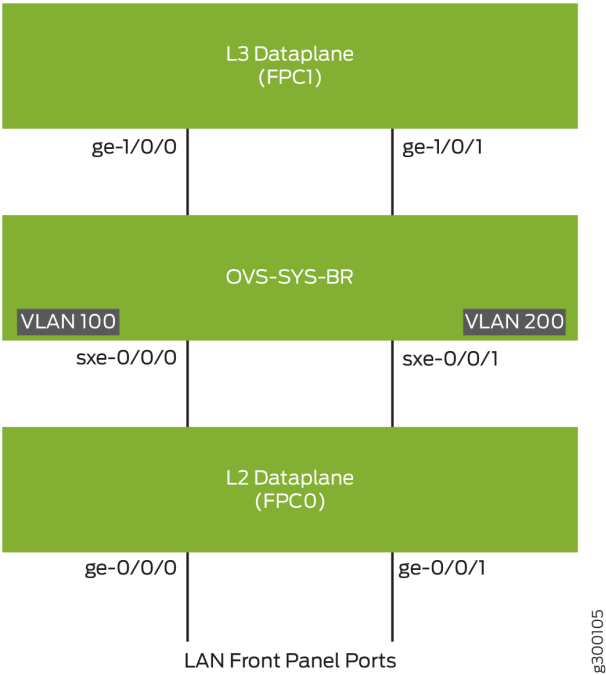 L3 Dataplane
(FPC1)
ge-1/0/0
ge-1/0/1
OVS-SYS-BR
VLAN 100
VLAN 200
sxe-0/0/0
sxe-0/0/1
L2 Dataplane
(FPC0)
ge-0/0/0
ge-0/0/1
LAN Front Panel Ports
g300105